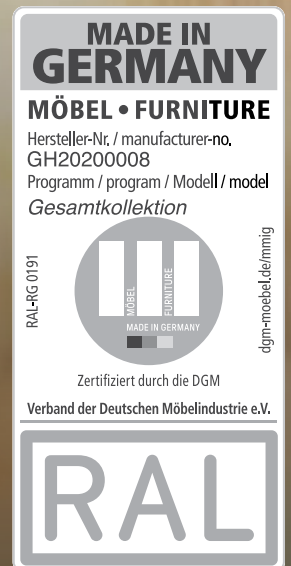 MADE IN
GERMANY
MÖBEL • FURNITURE
Hersteller-Nr. / manufacturer-no.
GH20200008
Programm / program / Modell / model
Gesamtkollektion
RAL-RG 0191
MÖBEL
FURNITURE
MADE IN GERMANY
dgm-moebel.de/mmig
Zertifiziert durch die DGM
Verband der Deutschen Möbelindustrie e.V.
RAL